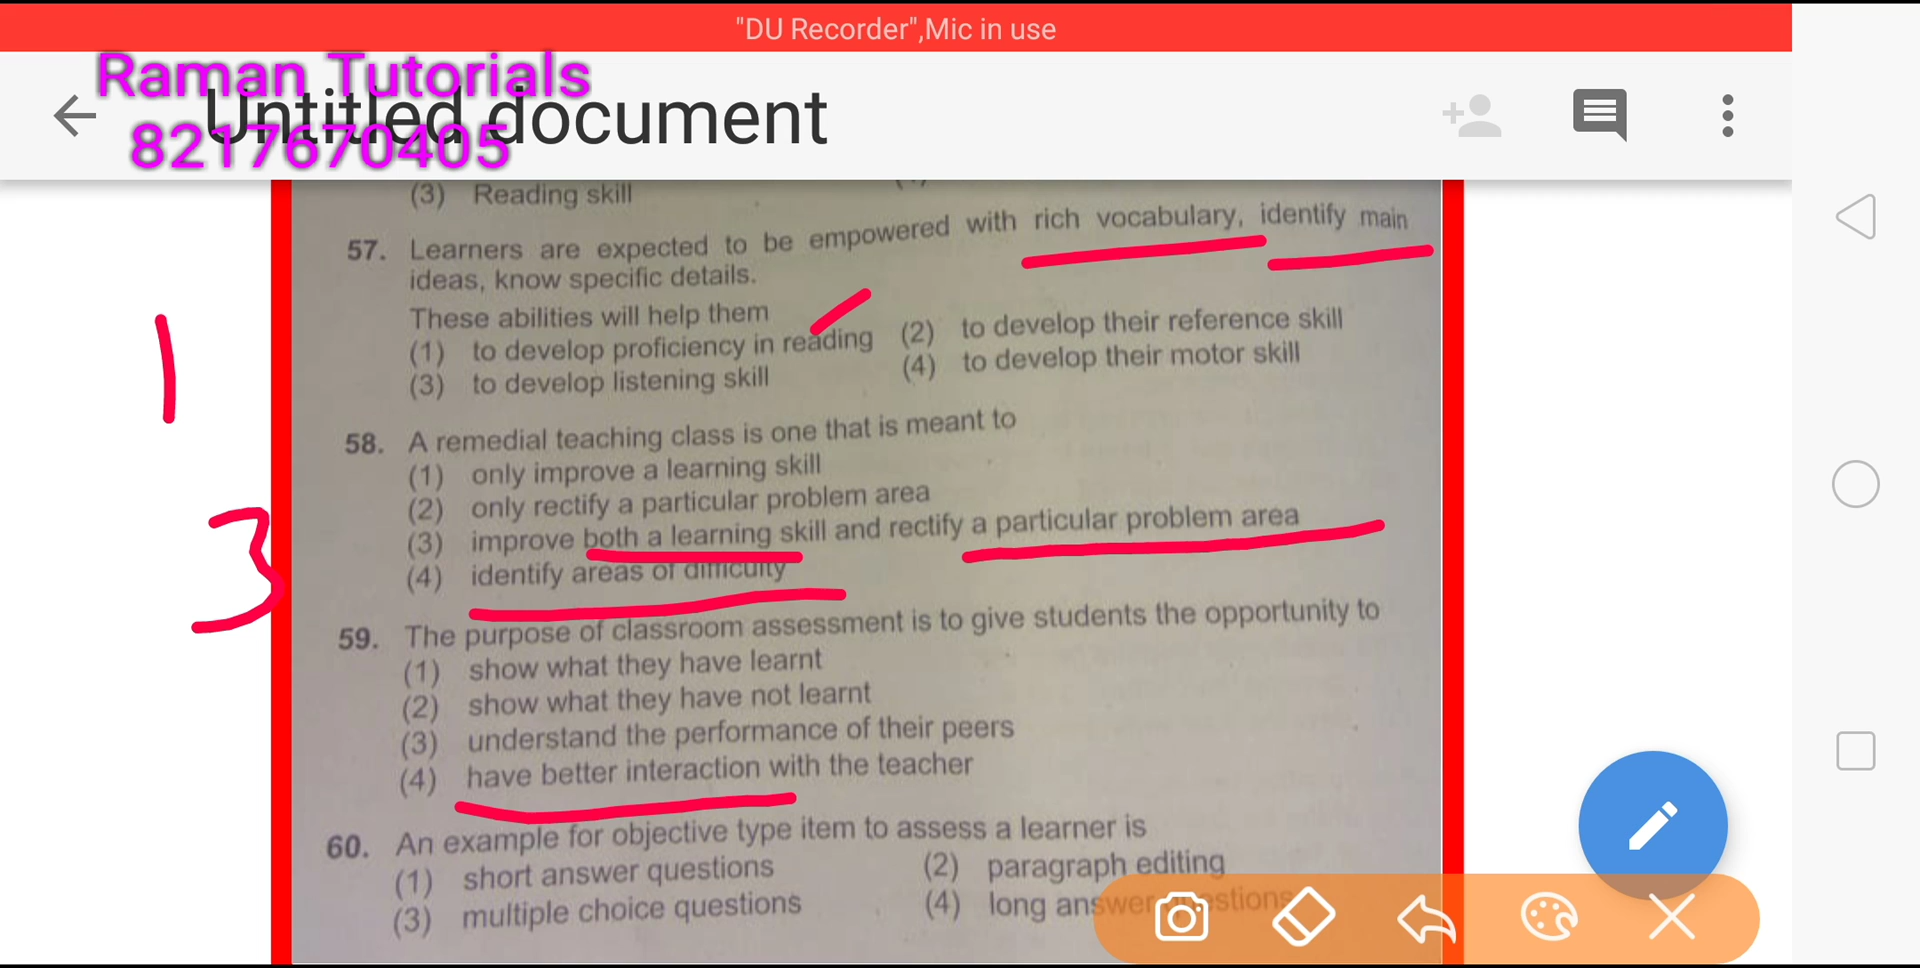 "DU Recorder",Mic in use
Raman Tutorials
Untitled document
8217670405
(3) Reading skill
57. Learners are expected to be empowered with rich vocabulary, identify main
ideas, know specific details.
These abilities will help them
(1) to develop proficiency in reading (2) to develop their reference skill
(3) to develop listening skill (4) to develop their motor skill
1
58. A remedial teaching class is one that is meant to
(1) only improve a learning skill
(2) only rectify a particular problem area
(3) improve both a learning skill and rectify a particular problem area
(4) identify areas of difficulty
3
59. The purpose of classroom assessment is to give students the opportunity to
(1) show what they have learnt
(2) show what they have not learnt
(3) understand the performance of their peers
(4) have better interaction with the teacher
60. An example for objective type item to assess a learner is
(1) short answer questions (2) paragraph editing
(3) multiple choice questions (4) long answer questions